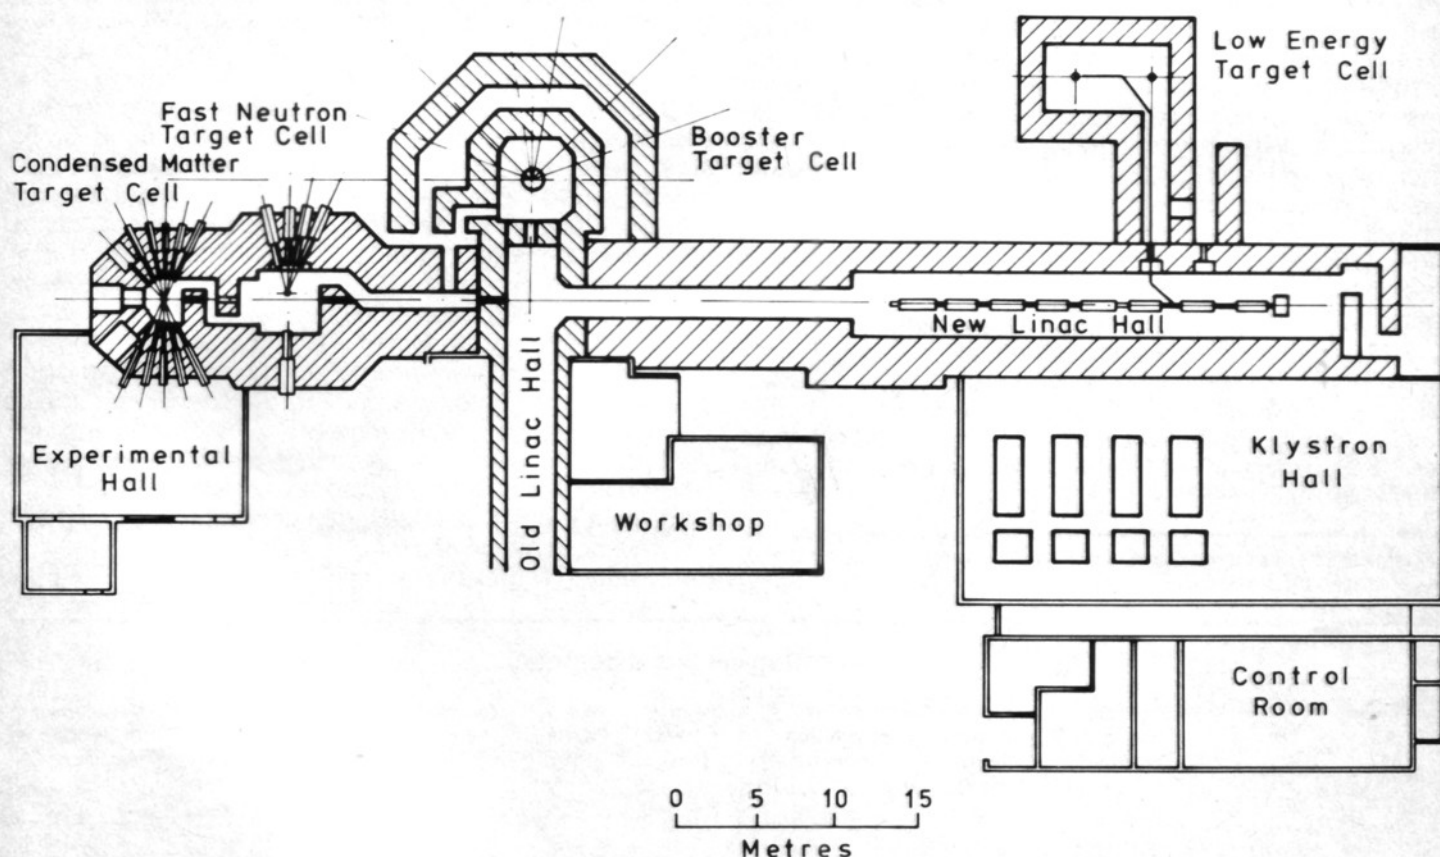 Low Energy
Target Cell
Fast Neutron
Target Cell
Condensed Matter
Target Cell
Booster
Target Cell
New Linac Hall
Old Linac Hall
Experimental
Hall
Workshop
Klystron
Hall
Control
Room
0 5 10 15
Metres